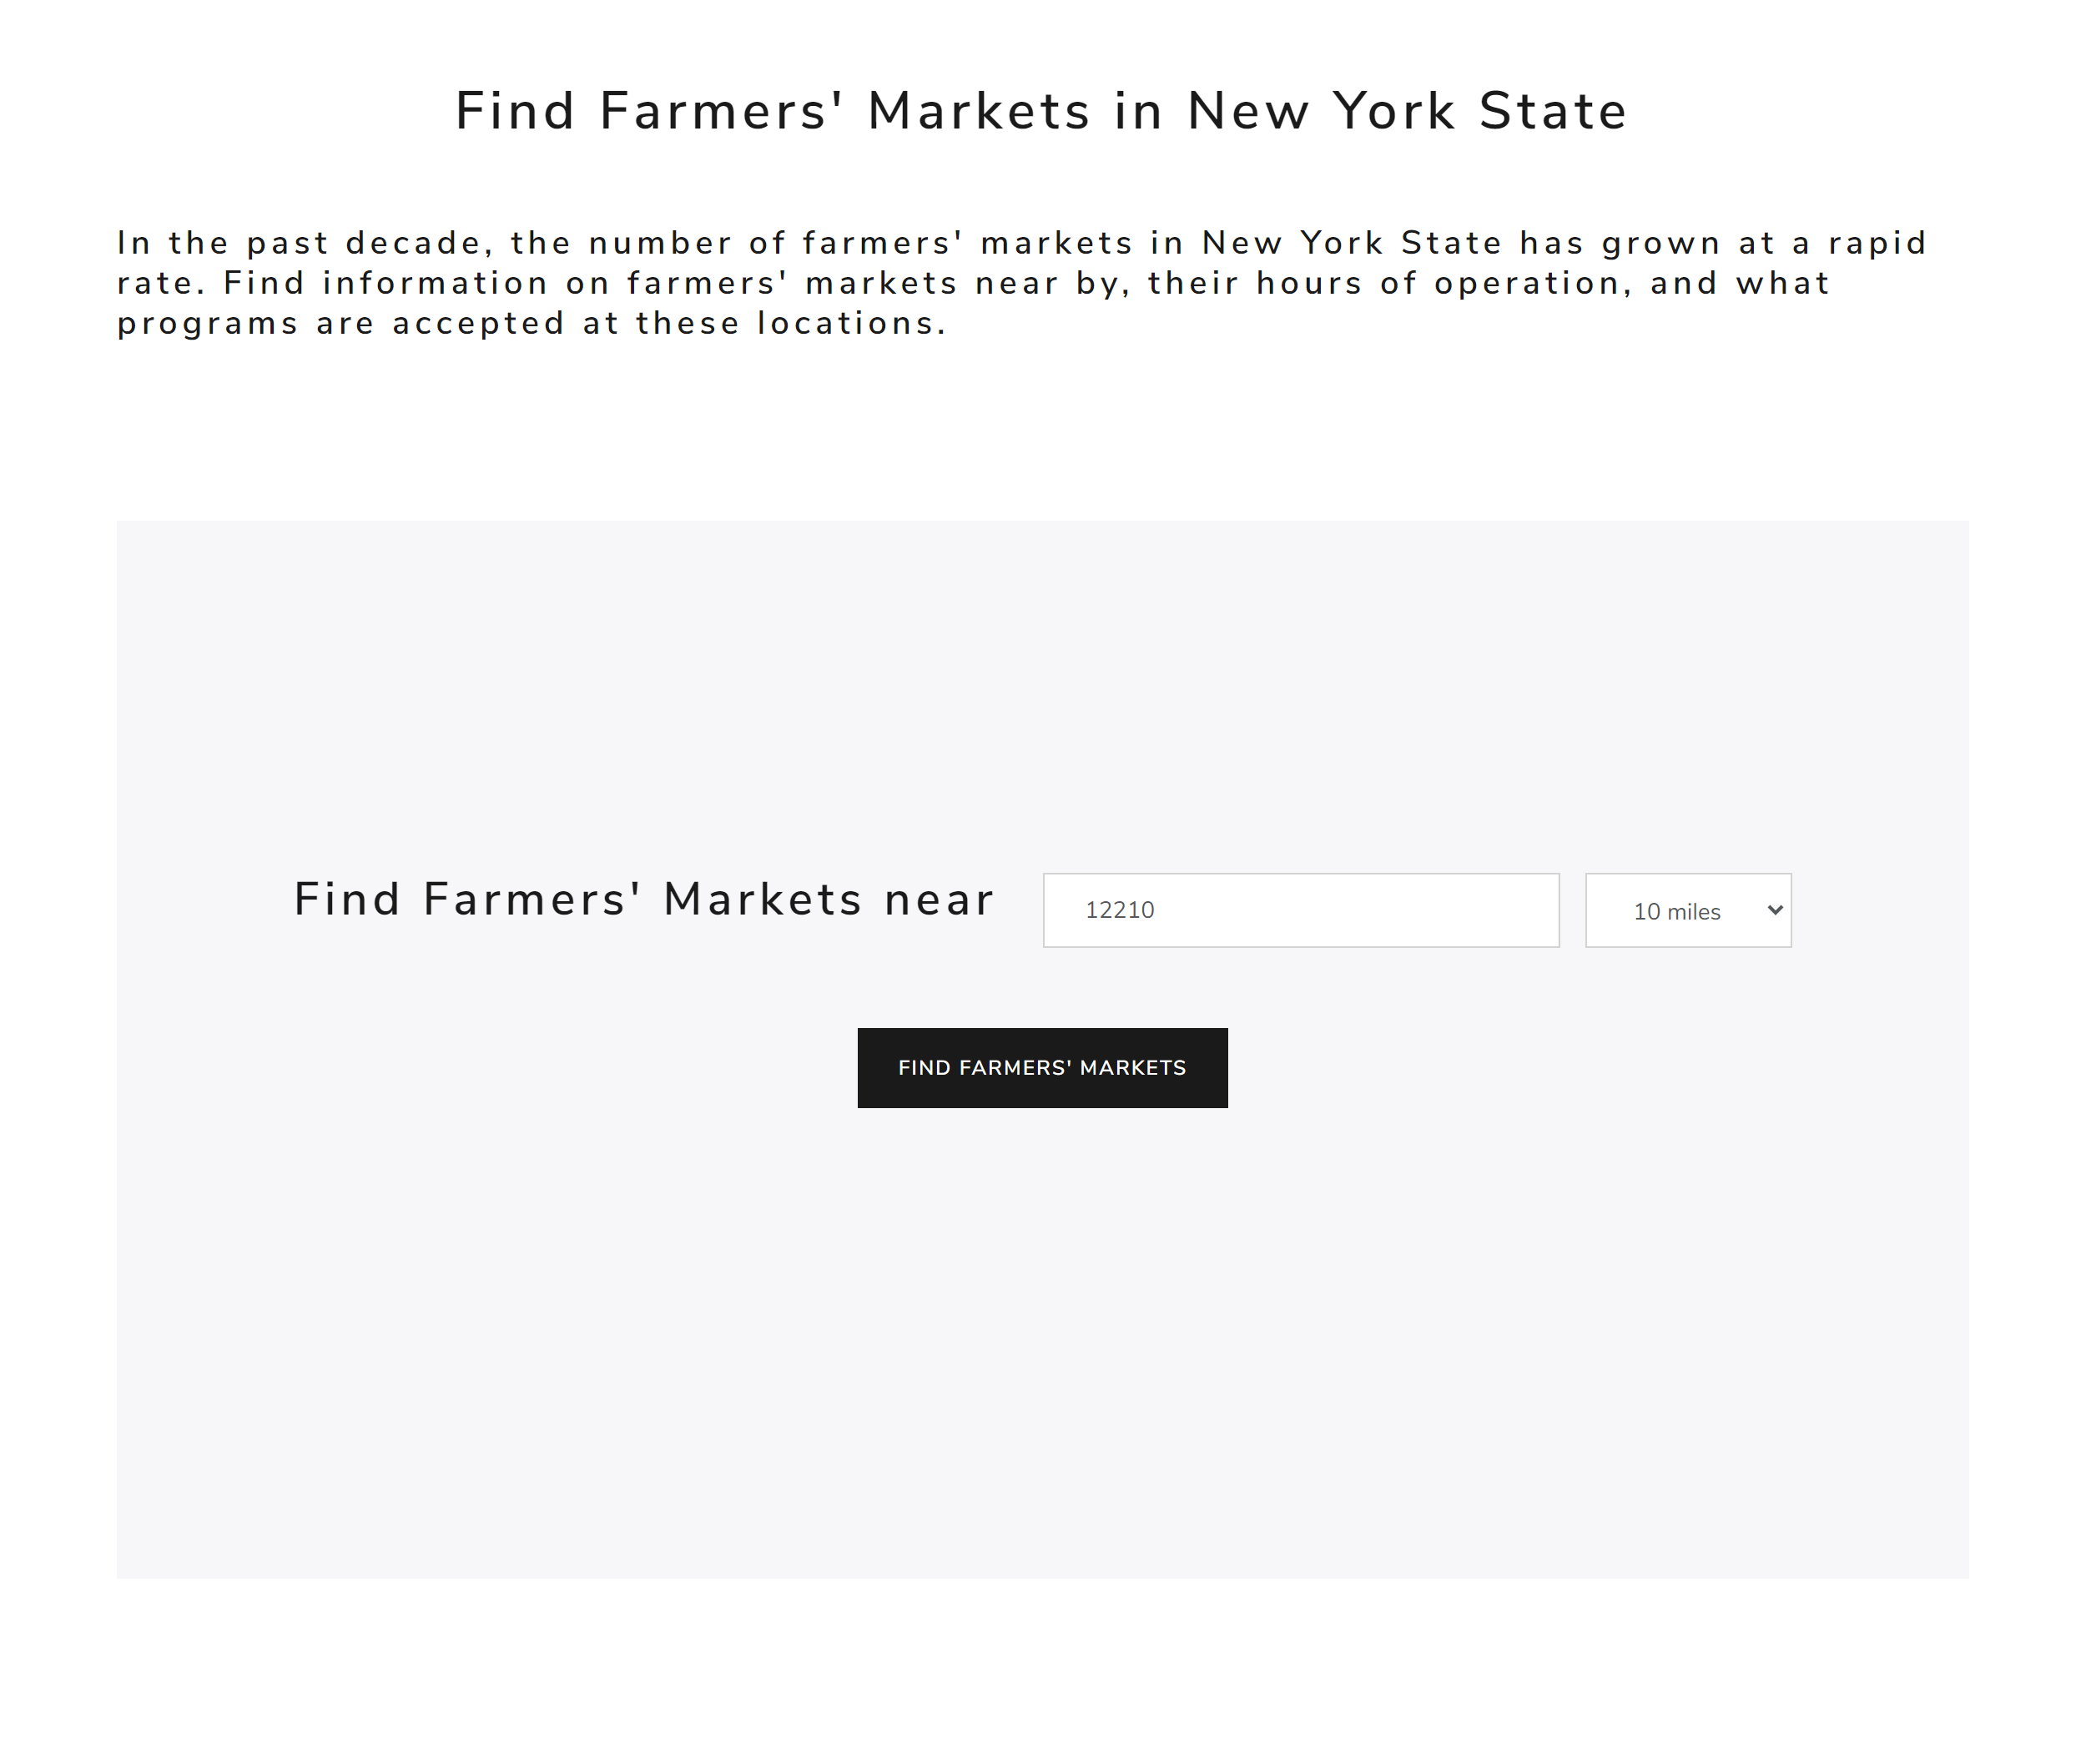 Find Farmers' Markets in New York State
In the past decade, the number of farmers' markets in New York State has grown at a rapid
rate. Find information on farmers' markets near by, their hours of operation, and what
programs are accepted at these locations.
Find Farmers' Markets near 12210 10 miles
FIND FARMERS' MARKETS